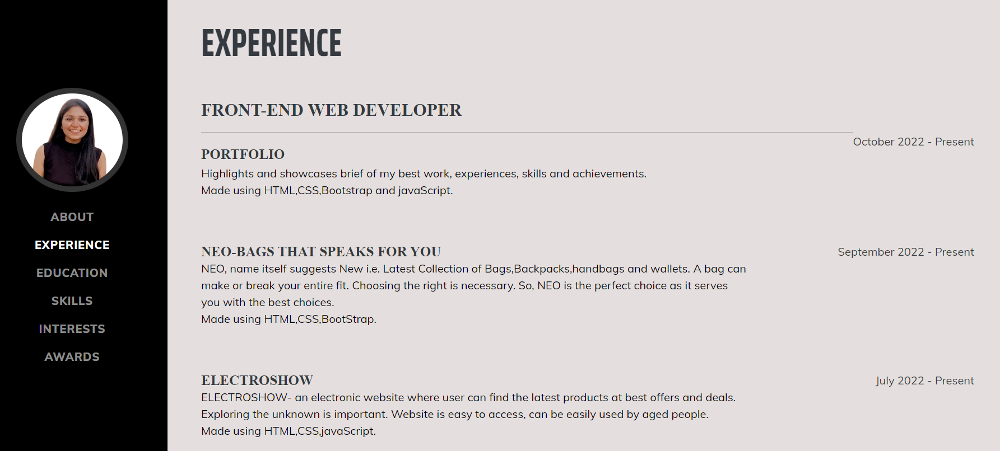 ABOUT
EXPERIENCE
EDUCATION
SKILLS
INTERESTS
AWARDS
EXPERIENCE
FRONT-END WEB DEVELOPER
October 2022 - Present
PORTFOLIO
Highlights and showcases brief of my best work, experiences, skills and achievements.
Made using HTML,CSS,Bootstrap and javaScript.
NEO-BAGS THAT SPEAKS FOR YOU
September 2022 - Present
NEO, name itself suggests New i.e. Latest Collection of Bags,Backpacks,handbags and wallets. A bag can
make or break your entire fit. Choosing the right is necessary. So, NEO is the perfect choice as it serves
you with the best choices.
Made using HTML,CSS,BootStrap.
ELECTROSHOW
July 2022 - Present
ELECTROSHOW- an electronic website where user can find the latest products at best offers and deals.
Exploring the unknown is important. Website is easy to access, can be easily used by aged people.
Made using HTML,CSS,javaScript.